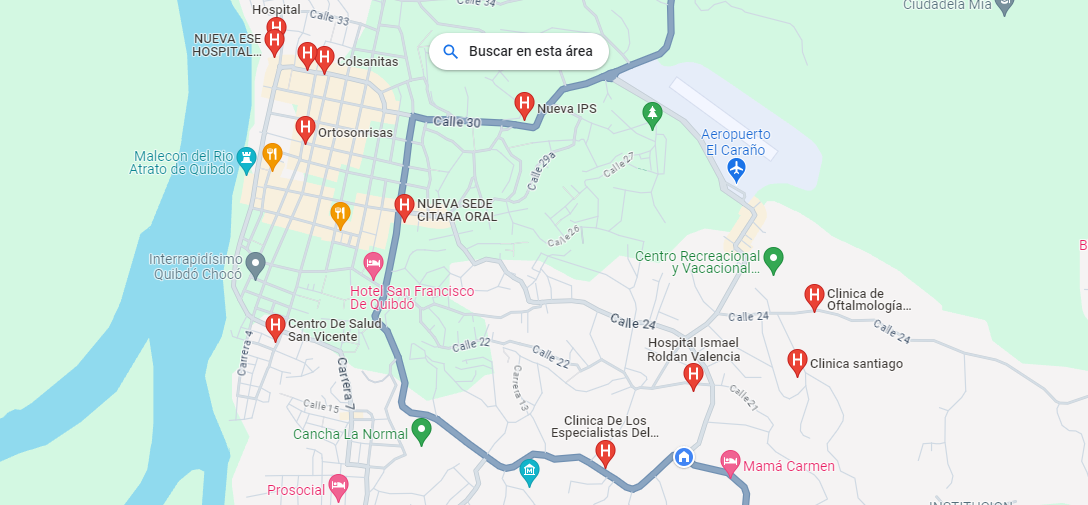 Calle 34
Ciudadela Mia
Hospital
Calle 33
NUEVA ESE
HOSPITAL...
Colsanitas
Buscar en esta área
Nueva IPS
Calle 30
Ortosonrisas
Aeropuerto
El Caraño
Malecon del Rio
Atrato de Quibdó
Calle 29a
Calle 27
NUEVA SEDE
CITARA ORAL
Calle 26
Interrapidísimo
Quibdó Chocó
Centro Recreacional
y Vacacional...
B
Hotel San Francisco
De Quibdó
Clinica de
Oftalmología...
Centro De Salud
San Vicente
Calle 24
Calle 24
Calle 24
Carrera 4
Calle 22
Calle 22
Hospital Ismael
Roldan Valencia
Clinica santiago
Carrera 7
Carrera 13
Calle 21
Calle 15
Cancha La Normal
Clinica De Los
Especialistas Del...
Mamá Carmen
Prosocial
INSTITUCION